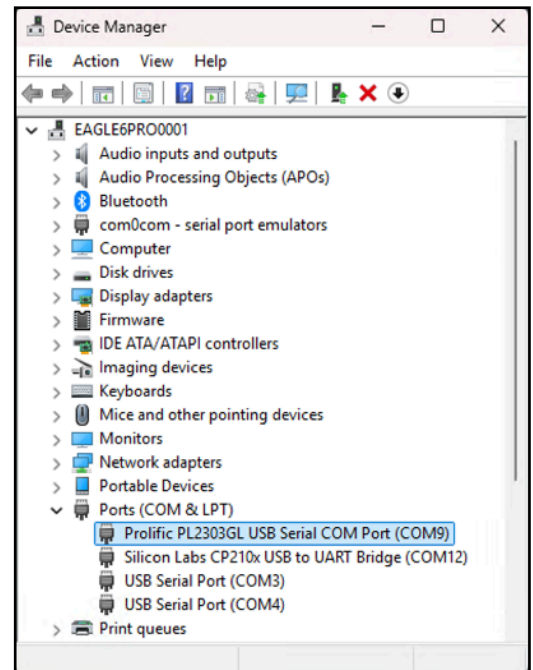 Device Manager
File Action View Help
EAGLE6PRO0001
Audio inputs and outputs
Audio Processing Objects (APOs)
Bluetooth
com0com - serial port emulators
Computer
Disk drives
Display adapters
Firmware
IDE ATA/ATAPI controllers
Imaging devices
Keyboards
Mice and other pointing devices
Monitors
Network adapters
Portable Devices
Ports (COM & LPT)
Prolific PL2303GL USB Serial COM Port (COM9)
Silicon Labs CP210x USB to UART Bridge (COM12)
USB Serial Port (COM3)
USB Serial Port (COM4)
Print queues